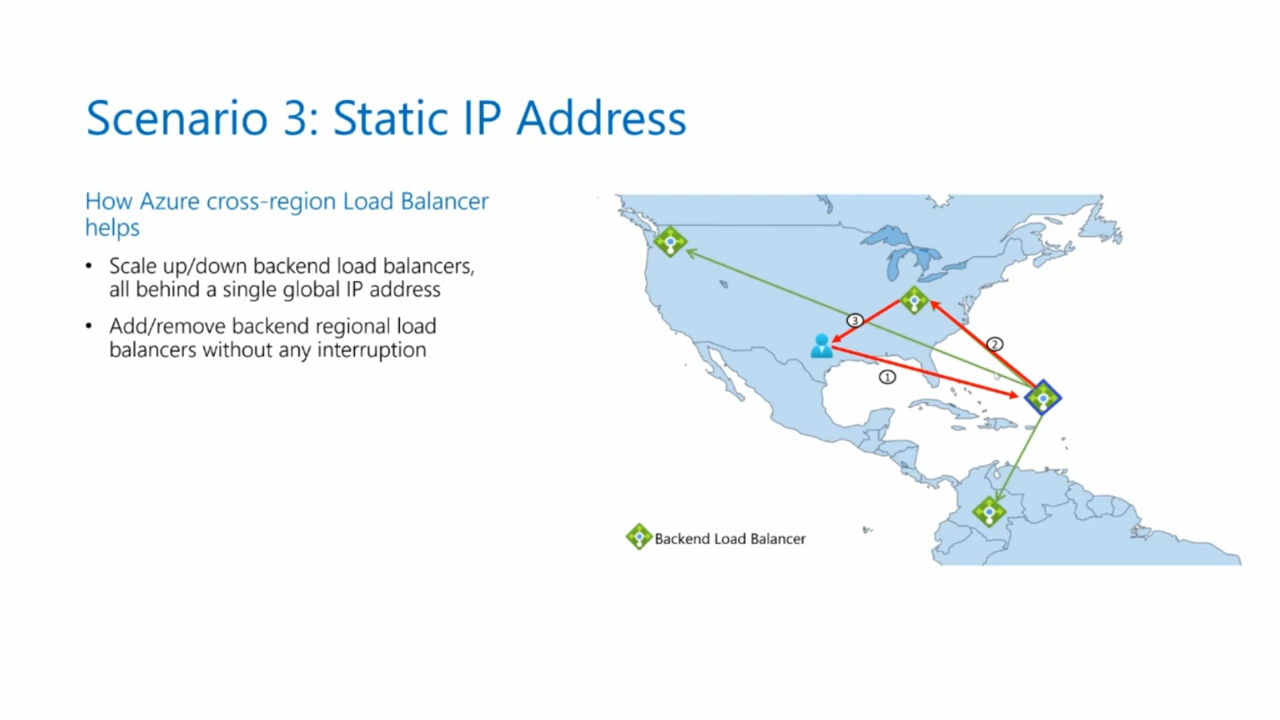 Scenario 3: Static IP Address
How Azure cross-region Load Balancer
helps
• Scale up/down backend load balancers,
all behind a single global IP address
• Add/remove backend regional load
balancers without any interruption
3
2
1
Backend Load Balancer